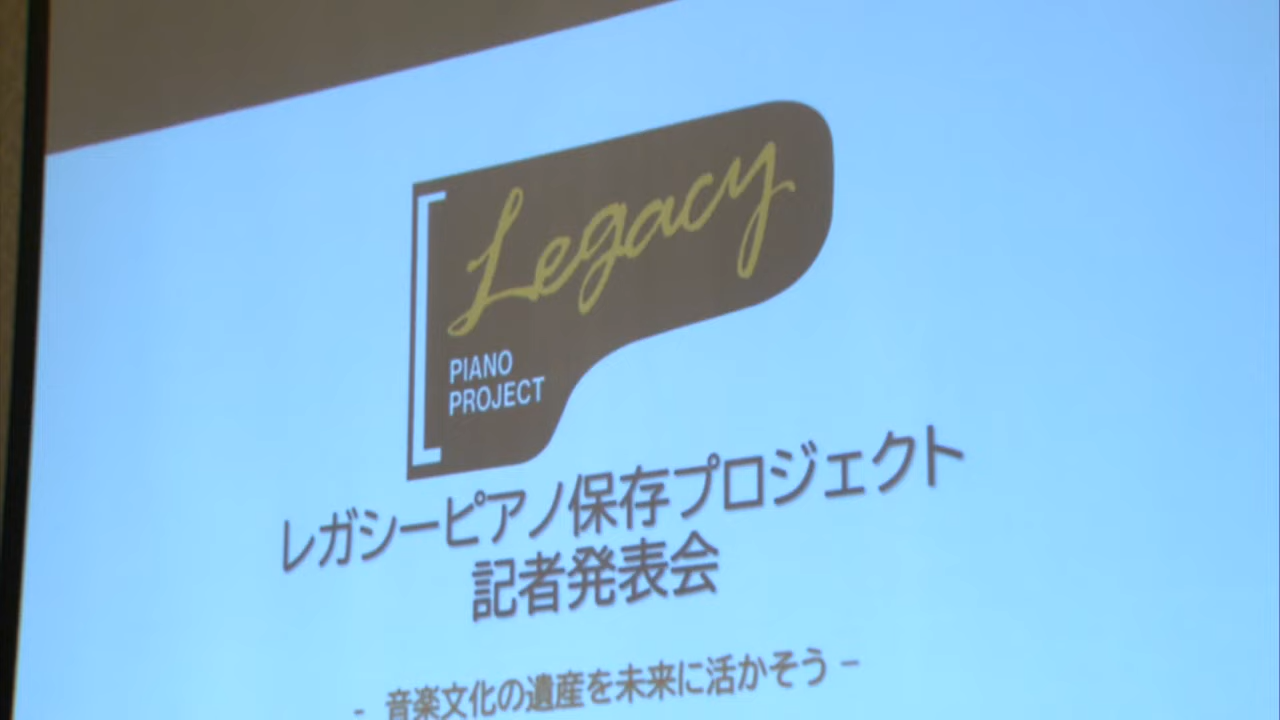 Legacy
PIANO
PROJECT
レガシーピアノ保存プロジェクト
記者発表会
- 音楽文化の遺産を未来に活かそう -